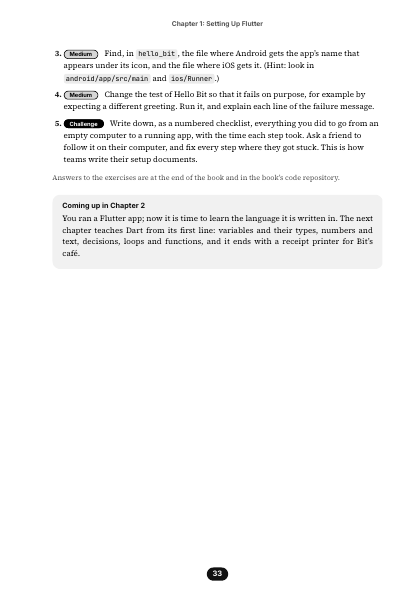 Chapter 1: Setting Up Flutter
3. Medium Find, in hello_bit, the file where Android gets the app's name that
appears under its icon, and the file where iOS gets it. (Hint: look in
android/app/src/main and ios/Runner.)
4. Medium Change the test of Hello Bit so that it fails on purpose, for example by
expecting a different greeting. Run it, and explain each line of the failure message.
5. Challenge Write down, as a numbered checklist, everything you did to go from an
empty computer to a running app, with the time each step took. Ask a friend to
follow it on their computer, and fix every step where they got stuck. This is how
teams write their setup documents.
Answers to the exercises are at the end of the book and in the book's code repository.
Coming up in Chapter 2
You ran a Flutter app; now it is time to learn the language it is written in. The next
chapter teaches Dart from its first line: variables and their types, numbers and
text, decisions, loops and functions, and it ends with a receipt printer for Bit's
café.
33